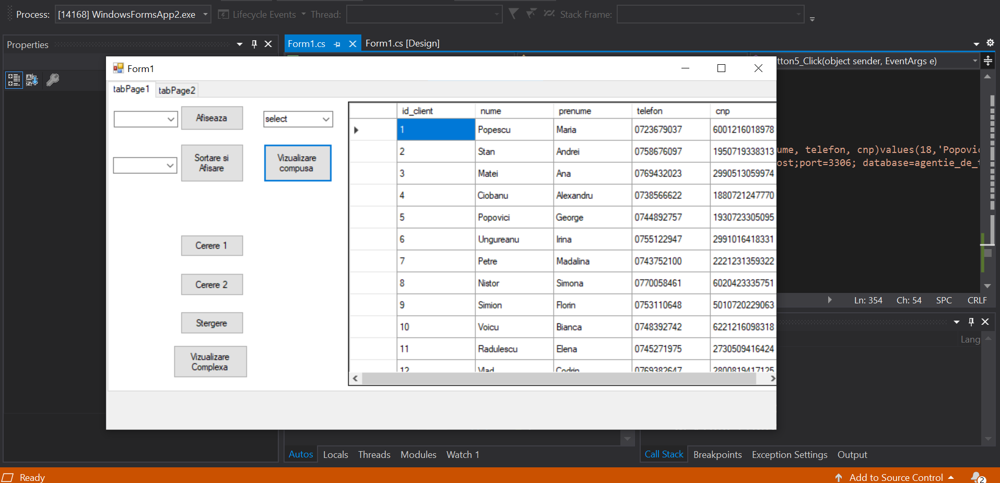 Process: [14168] WindowsFormsApp2.exe Lifecycle Events Thread: Stack Frame:
Properties
Form1.cs Form1.cs [Design]
tton5_Click(object sender, EventArgs e)
Form1
tabPage1 tabPage2
Afiseaza
select
Sortare si
Afisare
Vizualizare
compusa
Cerere 1
Cerere 2
Stergere
Vizualizare
Complexa
id_client nume prenume telefon cnp
1 Popescu Maria 0723679037 6001216018978
2 Stan Andrei 0758676097 1950719338313
3 Matei Ana 0769432023 2990513059974
4 Ciobanu Alexandru 0738566622 1880721247770
5 Popovici George 0744892757 1930723305095
6 Ungureanu Irina 0755122947 2991016418331
7 Petre Madalina 0743752100 2221231359322
8 Nistor Simona 0770058461 6020423335751
9 Simion Florin 0753110648 5010720229063
10 Voicu Bianca 0748392742 6221216098318
11 Radulescu Elena 0745271975 2730509416424
12 Vlad Codrin 0769382647 2800819417125
ume, telefon, cnp)values(18,'Popovic
ost;port=3306; database=agentie_de_
Ln: 354 Ch: 54 SPC CRLF
Lang
Autos Locals Threads Modules Watch 1
Call Stack Breakpoints Exception Settings Output
Ready
Add to Source Control
2